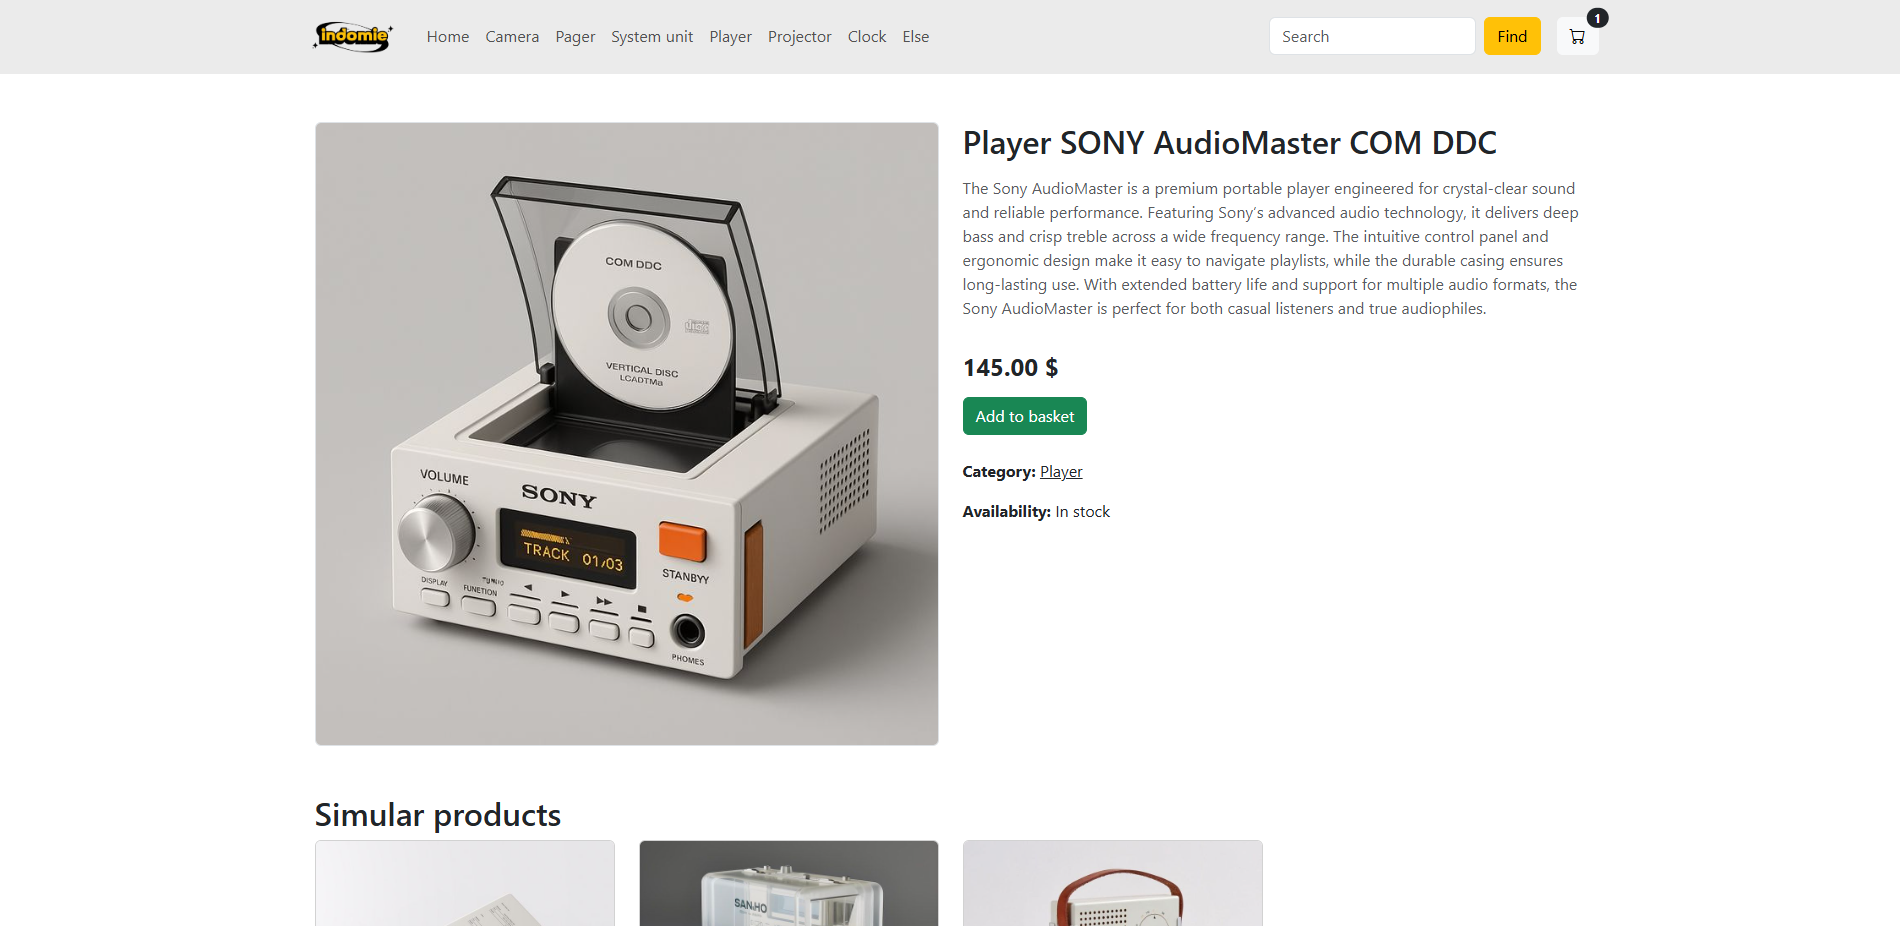 indomie
Home Camera Pager System unit Player Projector Clock Else
Search
Find
1
Player SONY AudioMaster COM DDC
The Sony AudioMaster is a premium portable player engineered for crystal-clear sound
and reliable performance. Featuring Sony’s advanced audio technology, it delivers deep
bass and crisp treble across a wide frequency range. The intuitive control panel and
ergonomic design make it easy to navigate playlists, while the durable casing ensures
long-lasting use. With extended battery life and support for multiple audio formats, the
Sony AudioMaster is perfect for both casual listeners and true audiophiles.
145.00 $
Add to basket
Category: Player
Availability: In stock
COM DDC
VERTICAL DISC
LCADTMa
VOLUME
SONY
TRACK 01/03
STANBYY
DISPLAY
FUNETION
PHOMES
Simular products